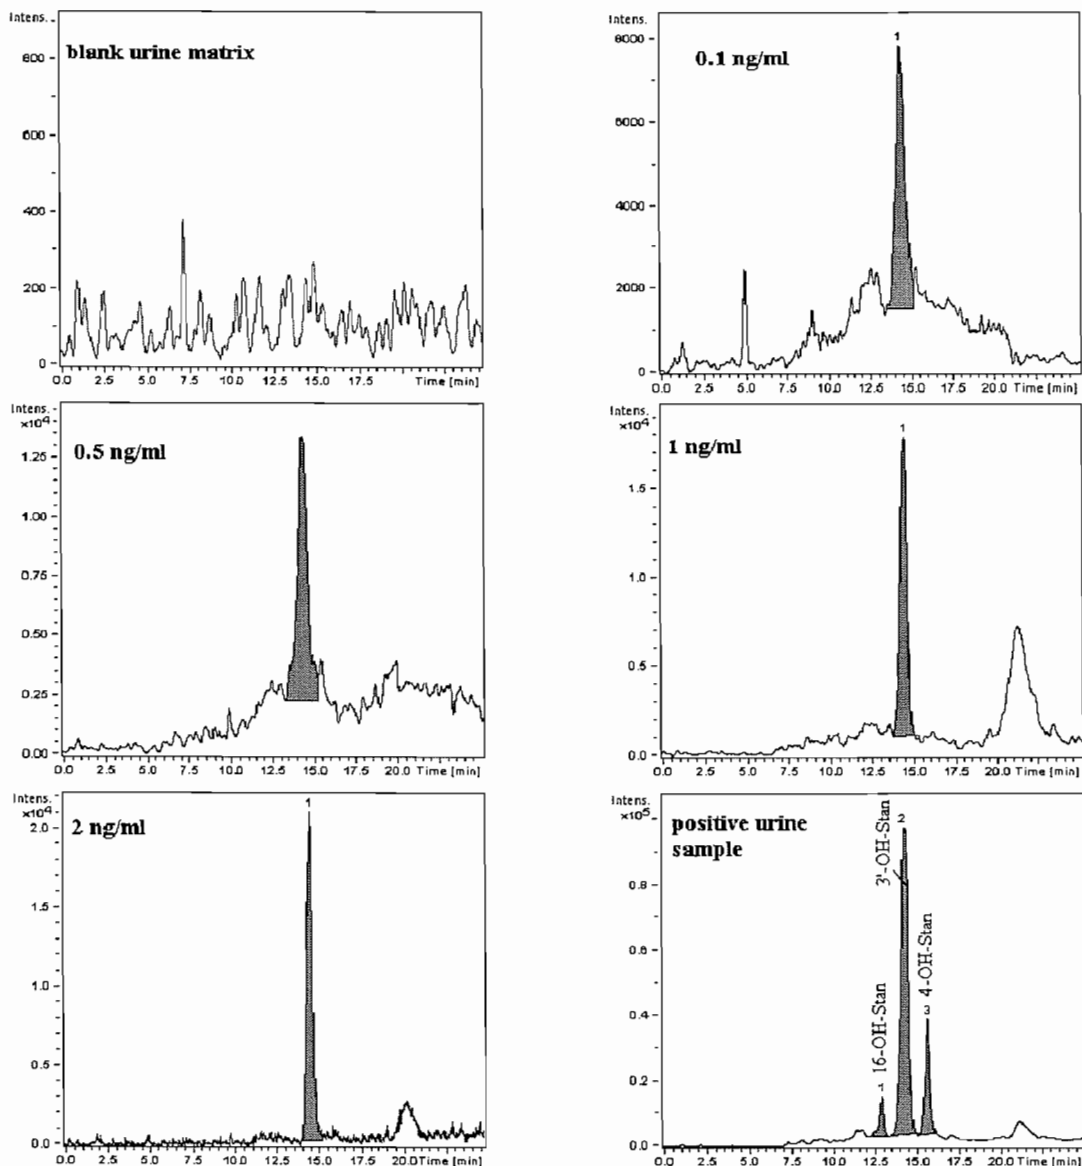 Intens.
blank urine matrix
800
600
400
200
0
0.0 2.5 5.0 7.5 10.0 12.5 15.0 17.5 20.0 Time [min]
Intens.
0.1 ng/ml
1
8000
6000
4000
2000
0
0.0 2.5 5.0 7.5 10.0 12.5 15.0 17.5 20.0 Time [min]
Intens.
x10⁴
0.5 ng/ml
1.25
1.00
0.75
0.50
0.25
0.00
0.0 2.5 5.0 7.5 10.0 12.5 15.0 17.5 20.0 Time [min]
Intens.
x10⁴
1 ng/ml
1
1.5
1.0
0.5
0.0
0.0 2.5 5.0 7.5 10.0 12.5 15.0 17.5 20.0 Time [min]
Intens.
x10⁴
2 ng/ml
1
2.0
1.5
1.0
0.5
0.0
0.0 2.5 5.0 7.5 10.0 12.5 15.0 17.5 20.0 Time [min]
Intens.
x10⁵
positive urine
sample
0.8
0.6
0.4
0.2
0.0
16-OH-Stan
2
3'-OH-Stan
3
4-OH-Stan
0.0 2.5 5.0 7.5 10.0 12.5 15.0 17.5 20.0 Time [min]